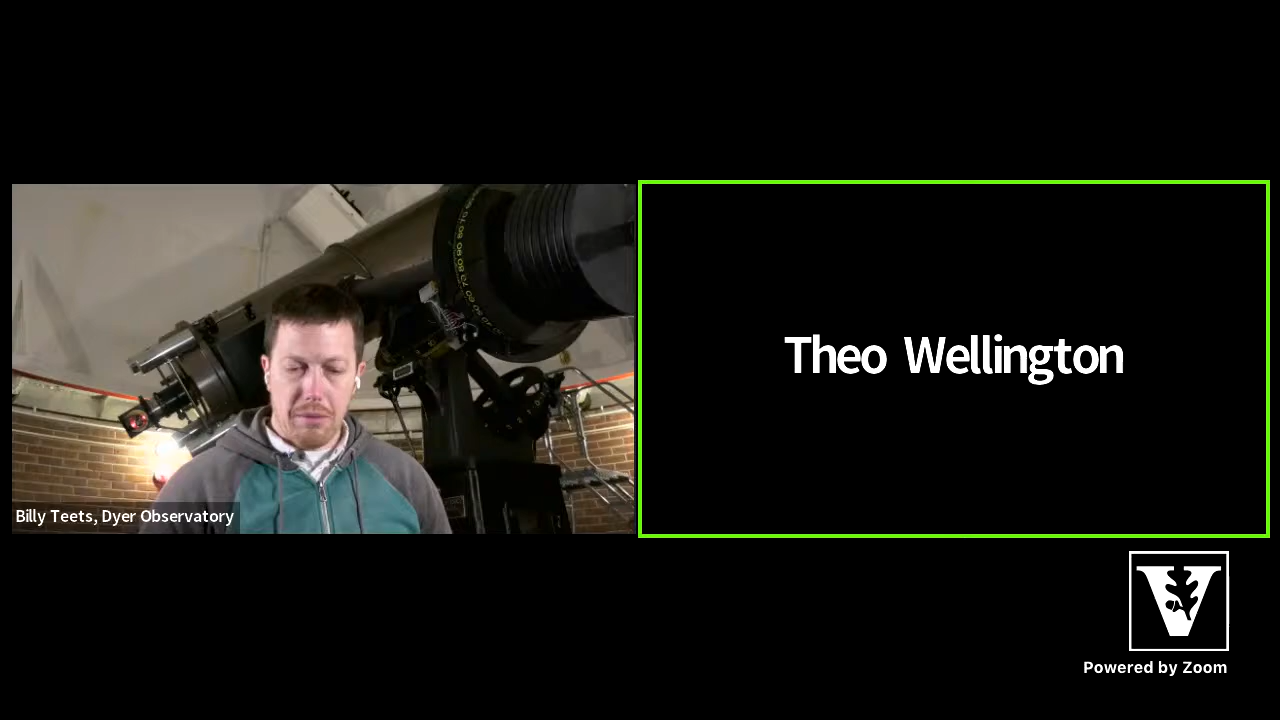 Billy Teets, Dyer Observatory
Theo Wellington
V
Powered by Zoom